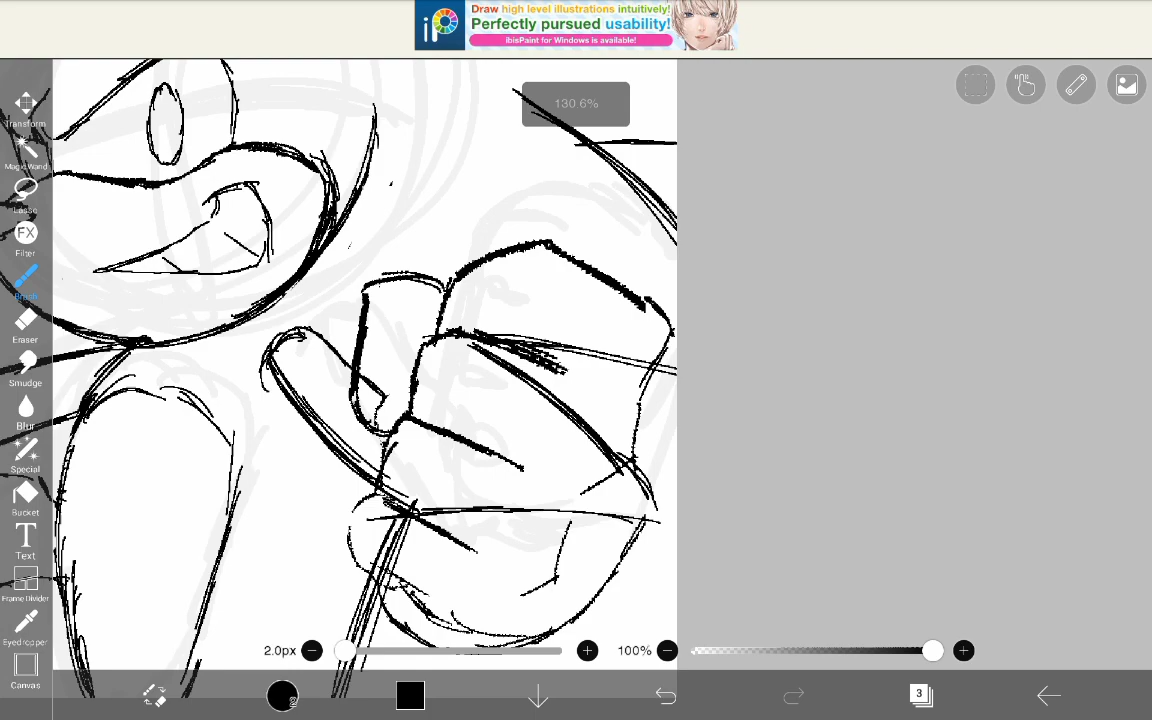 Draw high level illustrations intuitively!
Perfectly pursued usability!
ibisPaint for Windows is available!
130.6%
Transform
Magic Wand
Lasso
FX
Filter
Brush
Eraser
Smudge
Blur
Special
Bucket
T
Text
Frame Divider
Eyedropper
Canvas
2.0px
100%
2
3